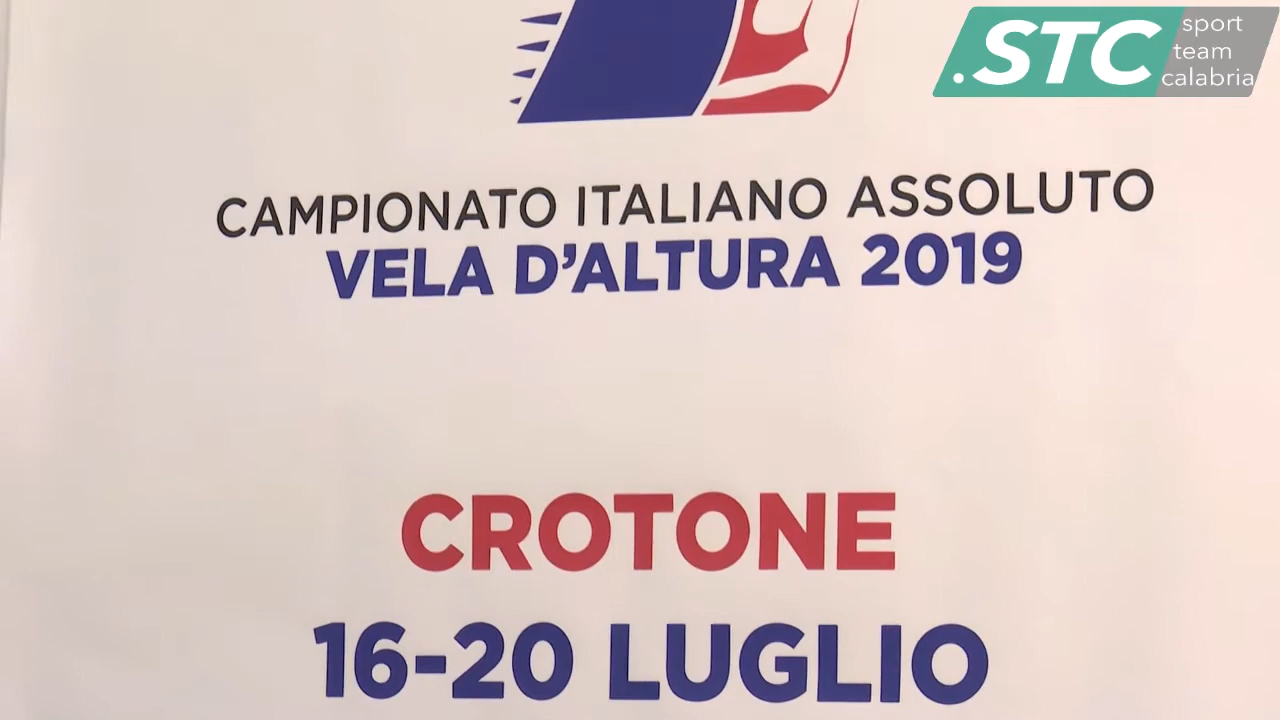 .STC
sport
team
calabria
CAMPIONATO ITALIANO ASSOLUTO
VELA D'ALTURA 2019
CROTONE
16-20 LUGLIO